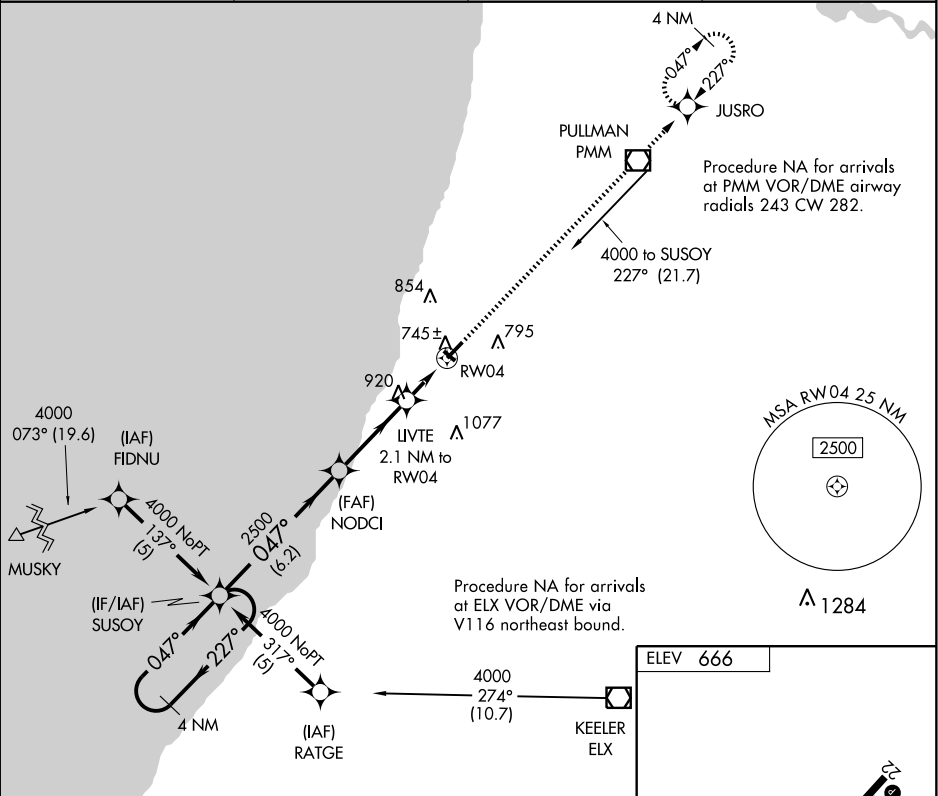 4 NM
047°
227°
JUSRO
PULLMAN
PMM
Procedure NA for arrivals
at PMM VOR/DME airway
radials 243 CW 282.
4000 to SUSOY
227° (21.7)
854
745±
795
RW04
920
1077
LIVTE
2.1 NM to
RW04
MSA RW04 25 NM
2500
1284
4000
073° (19.6)
(IAF)
FIDNU
MUSKY
4000 NoPT
137°
(5)
(FAF)
NODCI
2500
047°
(6.2)
(IF/IAF)
SUSOY
047°
227°
4 NM
4000 NoPT
317°
(5)
(IAF)
RATGE
Procedure NA for arrivals
at ELX VOR/DME via
V116 northeast bound.
4000
274°
(10.7)
KEELER
ELX
ELEV 666
22
P